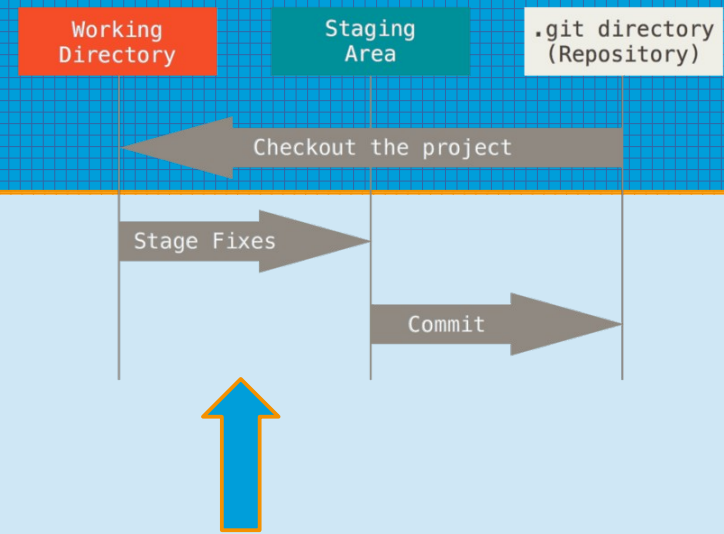 Working
Directory
Staging
Area
.git directory
(Repository)
Checkout the project
Stage Fixes
Commit